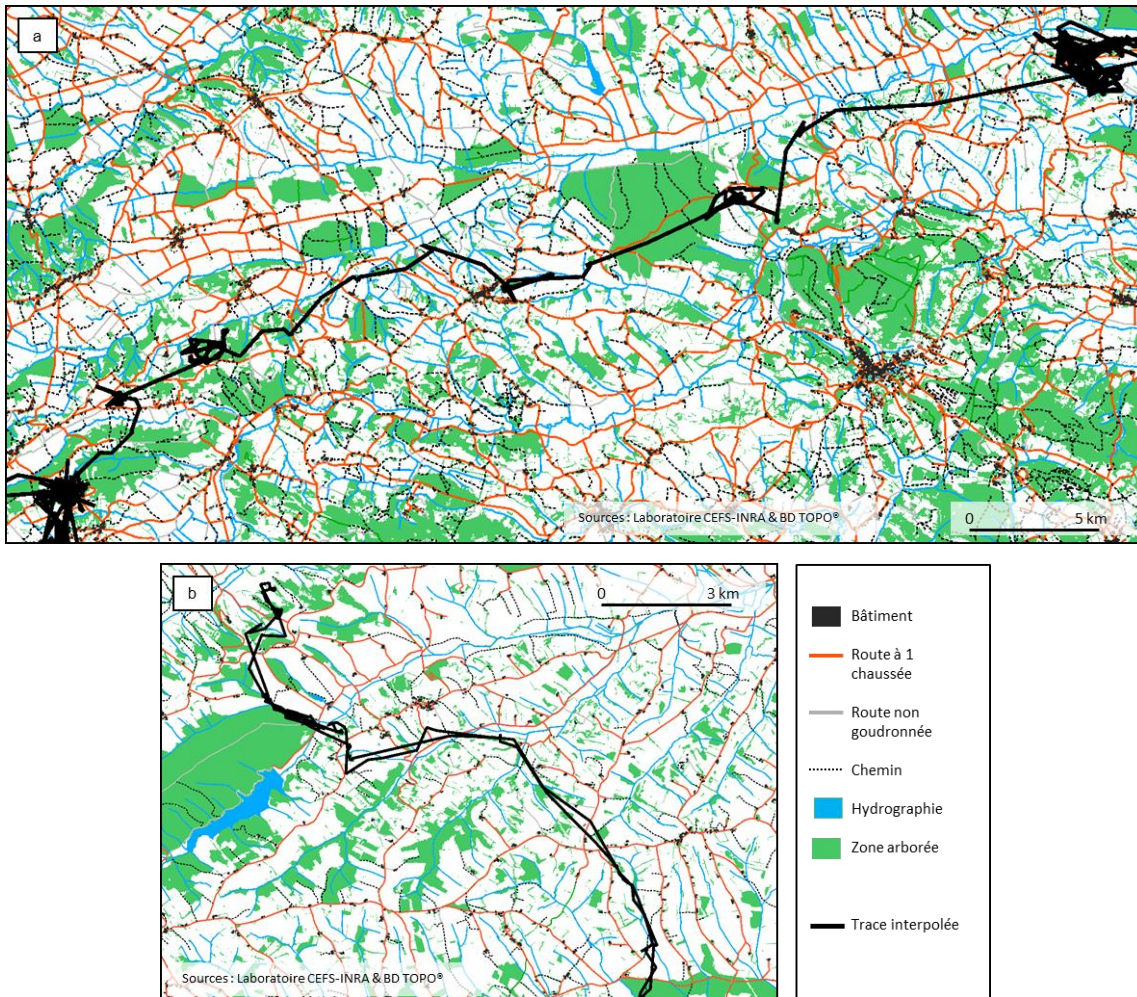 a
Sources : Laboratoire CEFS-INRA & BD TOPO®
0 5 km
b
0 3 km
Sources : Laboratoire CEFS-INRA & BD TOPO®
Bâtiment
Route à 1
chaussée
Route non
goudronnée
Chemin
Hydrographie
Zone arborée
Trace interpolée